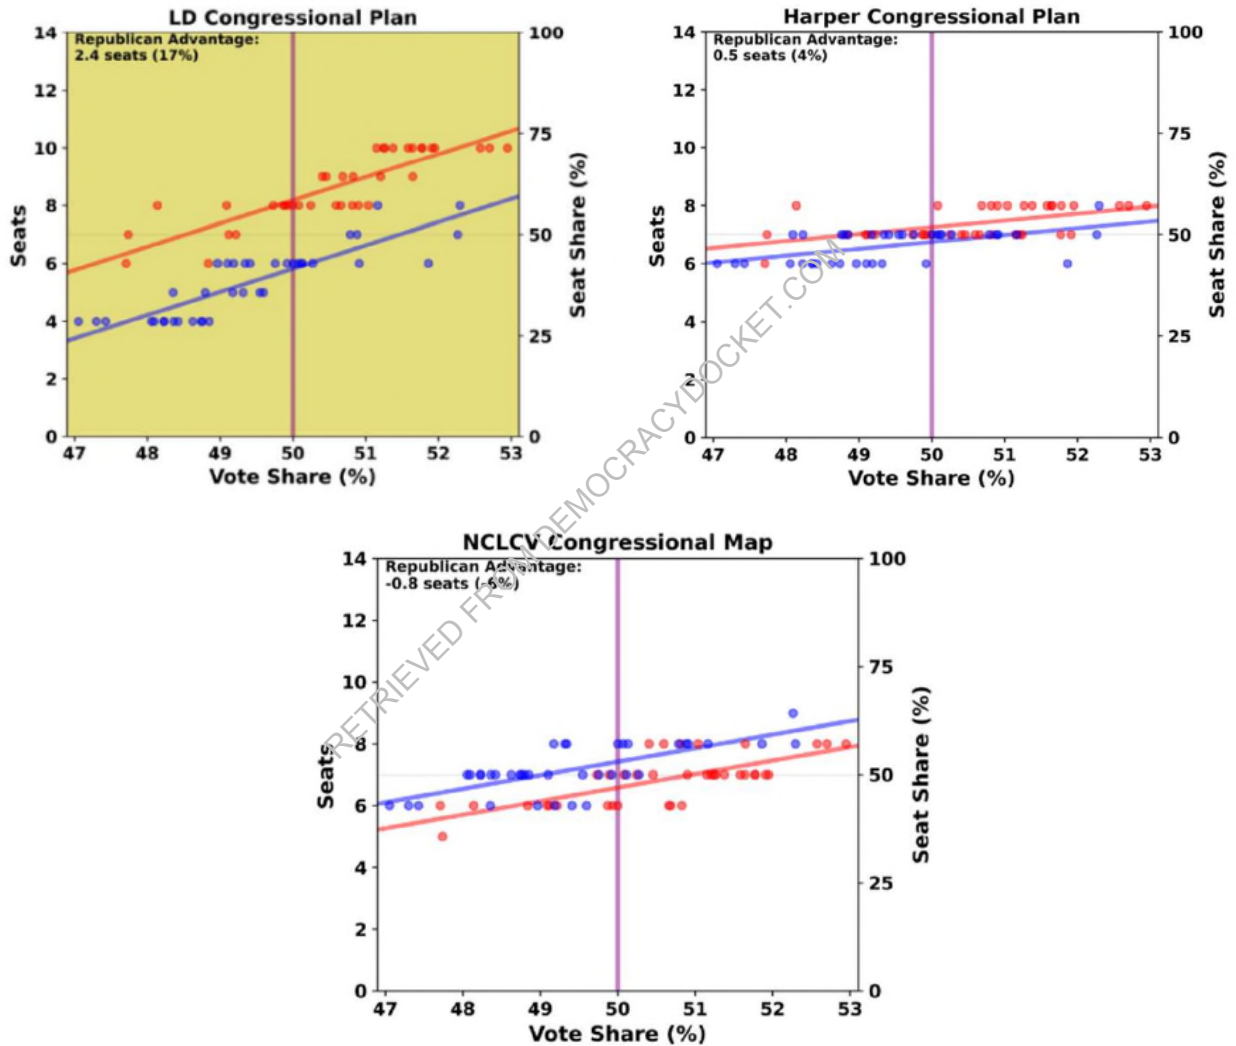 LD Congressional Plan
Republican Advantage:
2.4 seats (17%)
14
12
10
8
6
4
2
0
Seats
100
75
50
25
0
Seat Share (%)
47 48 49 50 51 52 53
Vote Share (%)
Harper Congressional Plan
Republican Advantage:
0.5 seats (4%)
14
12
10
8
6
4
2
0
Seats
100
75
50
25
0
Seat Share (%)
47 48 49 50 51 52 53
Vote Share (%)
NCLCV Congressional Map
Republican Advantage:
-0.8 seats (-6%)
14
12
10
8
6
4
2
0
Seats
100
75
50
25
0
Seat Share (%)
47 48 49 50 51 52 53
Vote Share (%)
RETRIEVED FROM DEMOCRACYDOCKET.COM